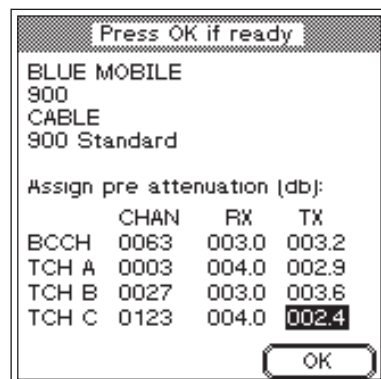 Press OK if ready
BLUE MOBILE
900
CABLE
900 Standard
Assign pre attenuation (db):
CHAN RX TX
BCCH 0063 003.0 003.2
TCH A 0003 004.0 002.9
TCH B 0027 003.0 003.6
TCH C 0123 004.0 002.4
OK